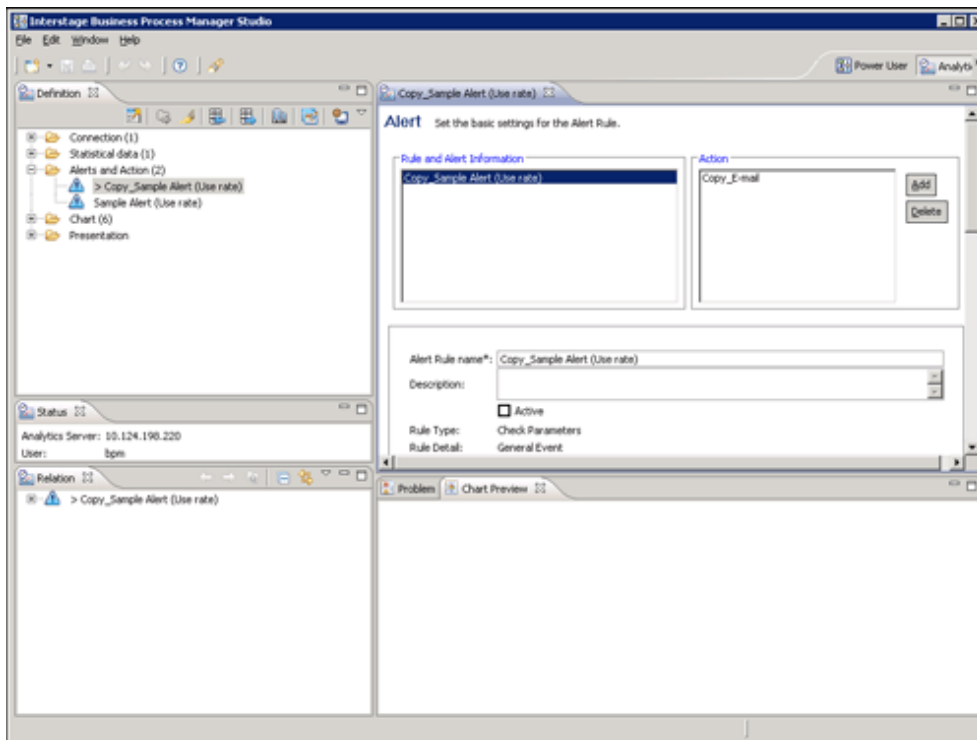 Interstage Business Process Manager Studio
File Edit Window Help
Power User Analytic
Definition
Connection (1)
Statistical data (1)
Alerts and Action (2)
> Copy_Sample Alert (Use rate)
Sample Alert (Use rate)
Chart (6)
Presentation
Status
Analytics Server: 10.124.198.220
User: bpm
Relation
> Copy_Sample Alert (Use rate)
Copy_Sample Alert (Use rate)
Alert Set the basic settings for the Alert Rule.
Rule and Alert Information
Copy_Sample Alert (Use rate)
Action
Copy_E-mail
Add
Delete
Alert Rule name*: Copy_Sample Alert (Use rate)
Description:
Active
Rule Type: Check Parameters
Rule Detail: General Event
Problem Chart Preview